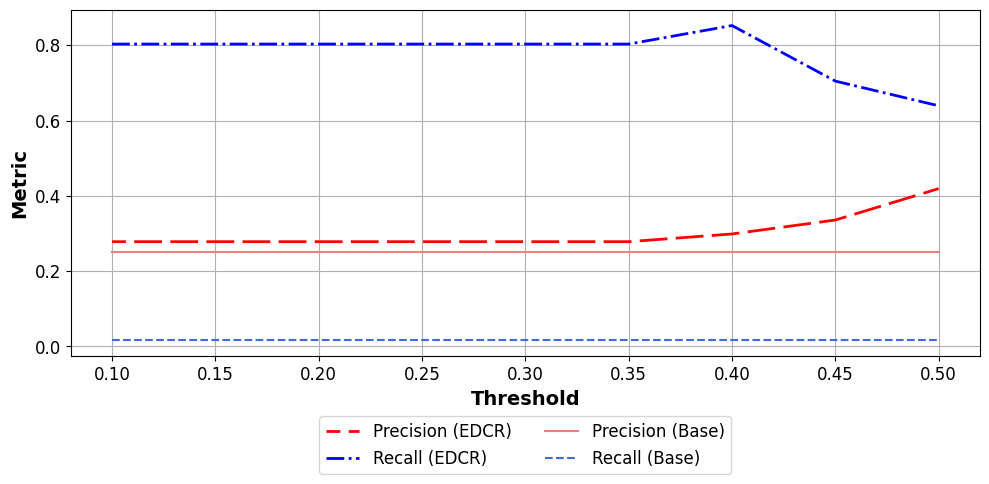 Metric
0.8
0.6
0.4
0.2
0.0
0.10 0.15 0.20 0.25 0.30 0.35 0.40 0.45 0.50
Threshold
Precision (EDCR) Precision (Base)
Recall (EDCR) Recall (Base)